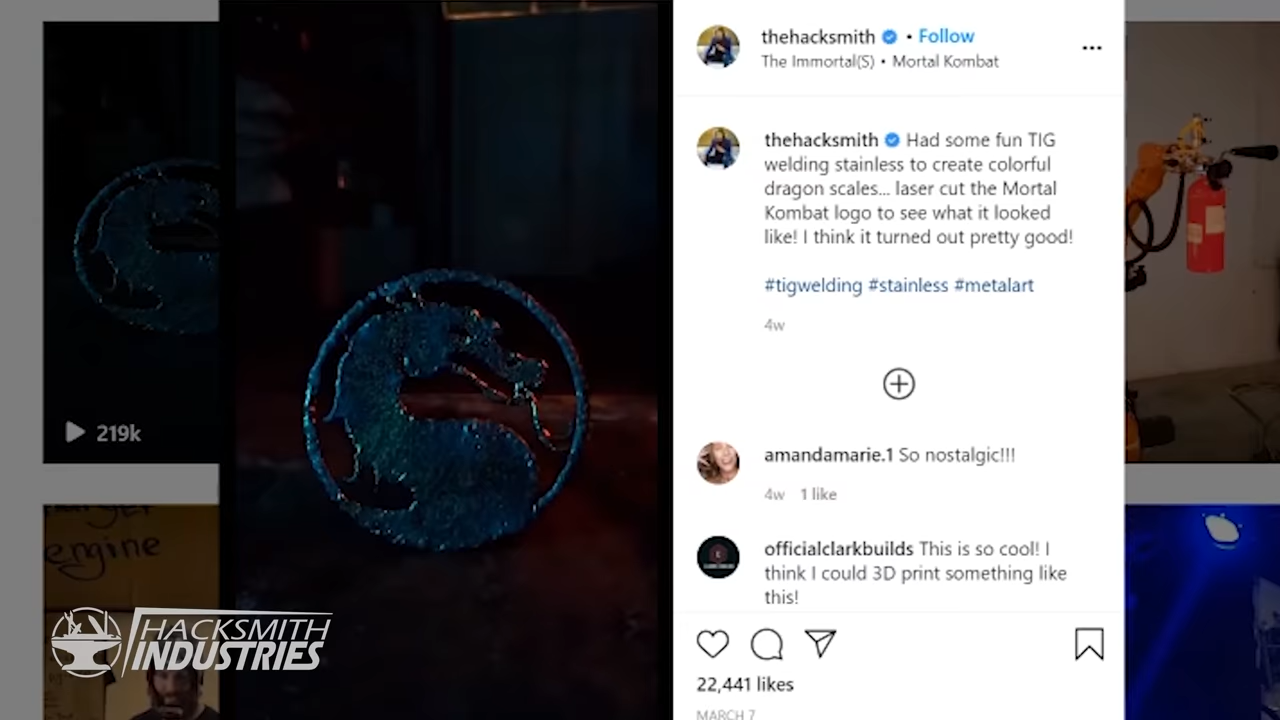 thehacksmith • Follow
The Immortal(S) • Mortal Kombat
thehacksmith Had some fun TIG
welding stainless to create colorful
dragon scales... laser cut the Mortal
Kombat logo to see what it looked
like! I think it turned out pretty good!
#tigwelding #stainless #metalart
4w
amandamarie.1 So nostalgic!!!
4w 1 like
officialclarkbuilds This is so cool! I
think I could 3D print something like
this!
22,441 likes
MARCH 7
219k
engine
HACKSMITH
INDUSTRIES